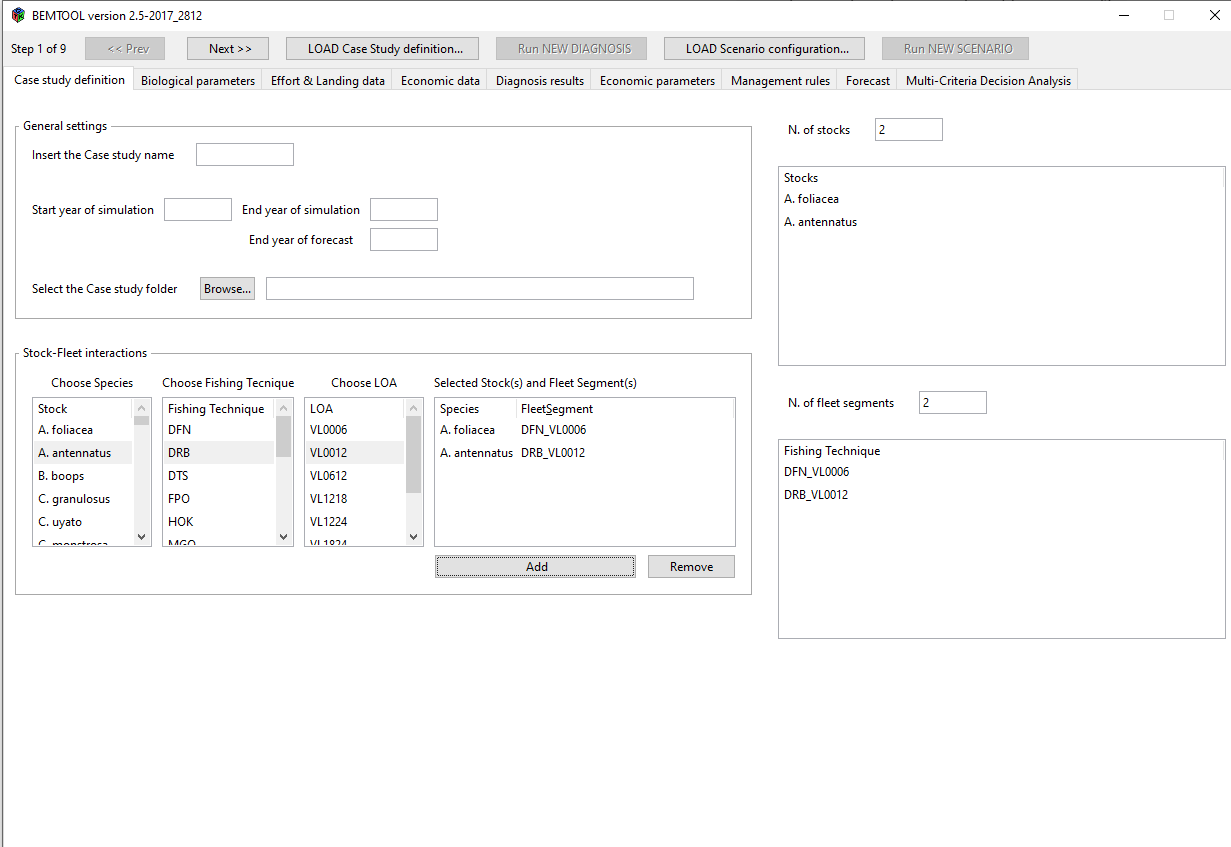 BEMTOOL version 2.5-2017_2812
Step 1 of 9 << Prev Next >> LOAD Case Study definition... Run NEW DIAGNOSIS LOAD Scenario configuration... Run NEW SCENARIO
Case study definition Biological parameters Effort & Landing data Economic data Diagnosis results Economic parameters Management rules Forecast Multi-Criteria Decision Analysis
General settings
Insert the Case study name
Start year of simulation End year of simulation
End year of forecast
Select the Case study folder Browse...
Stock-Fleet interactions
Choose Species Choose Fishing Tecnique Choose LOA Selected Stock(s) and Fleet Segment(s)
Stock Fishing Technique LOA Species FleetSegment
A. foliacea DFN VL0006 A. foliacea DFN_VL0006
A. antennatus DRB VL0012 A. antennatus DRB_VL0012
B. boops DTS VL0612
C. granulosus FPO VL1218
C. uyato HOK VL1224
C. monstrosa MGO VL1824
Add Remove
N. of stocks 2
Stocks
A. foliacea
A. antennatus
N. of fleet segments 2
Fishing Technique
DFN_VL0006
DRB_VL0012